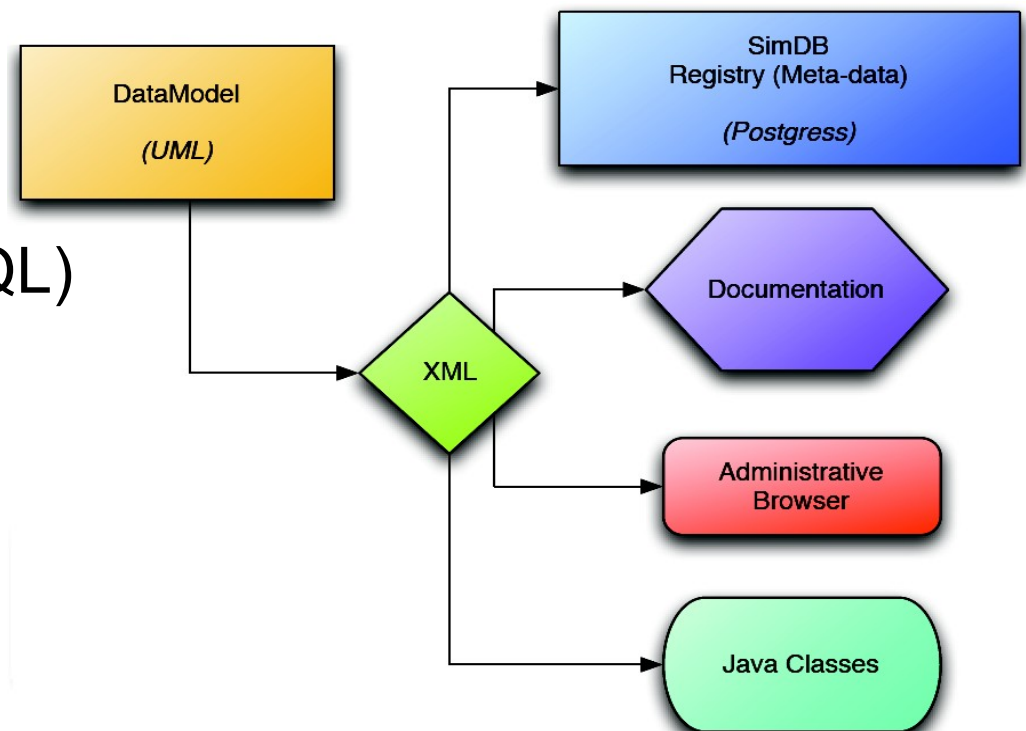 DataModel
(UML)
SimDB
Registry (Meta-data)
(Postgress)
QL)
Documentation
XML
Administrative
Browser
Java Classes